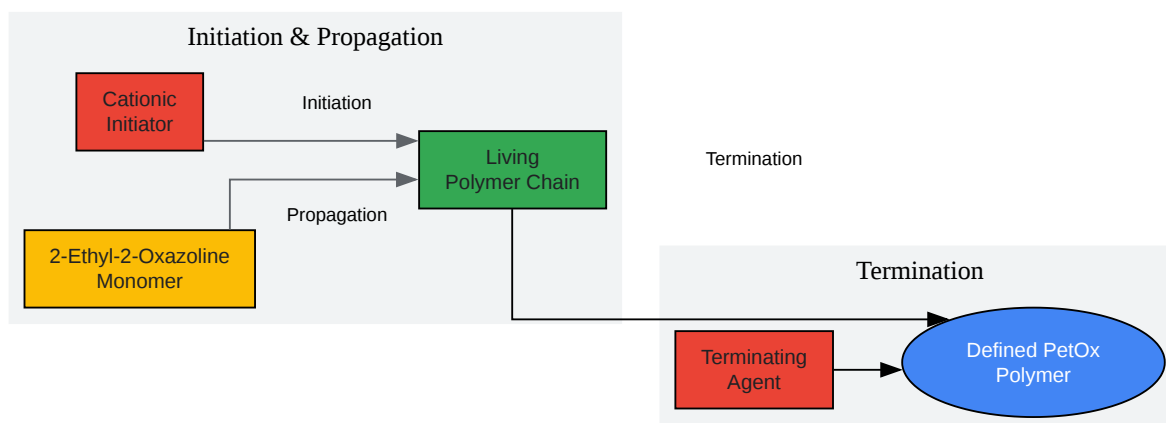 Initiation & Propagation
Cationic
Initiator
Initiation
Living
Polymer Chain
Propagation
2-Ethyl-2-Oxazoline
Monomer
Termination
Termination
Terminating
Agent
Defined PetOx
Polymer